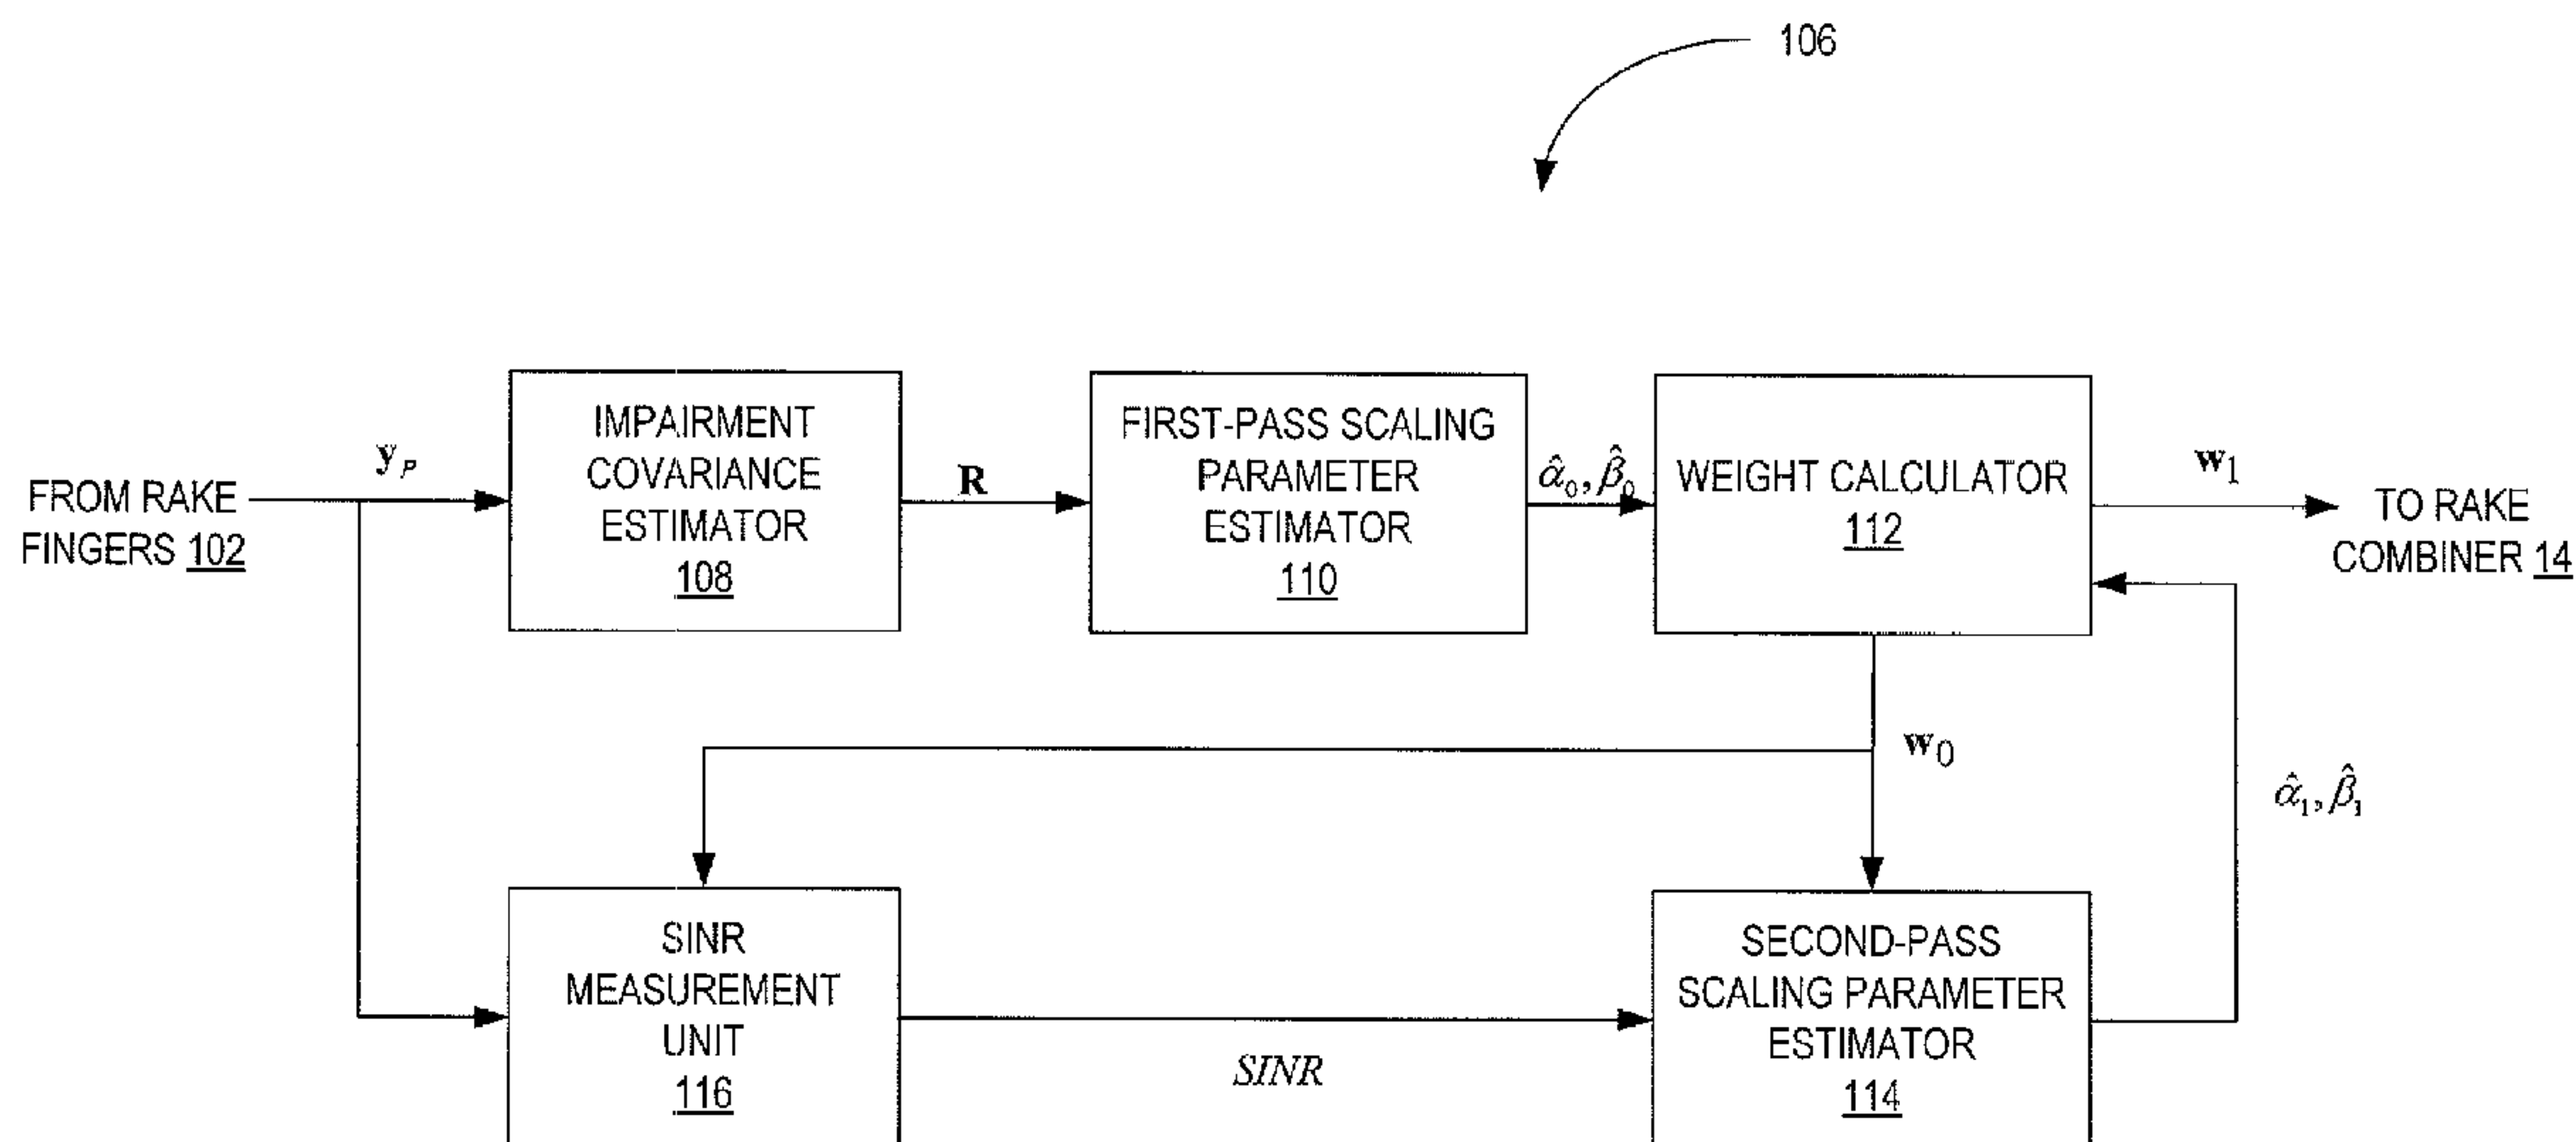 106
FROM RAKE
FINGERS 102
y_P
IMPAIRMENT
COVARIANCE
ESTIMATOR
108
R
FIRST-PASS SCALING
PARAMETER
ESTIMATOR
110
α̂₀, β̂₀
WEIGHT CALCULATOR
112
w₁
TO RAKE
COMBINER 14
w₀
α̂₁, β̂₁
SINR
MEASUREMENT
UNIT
116
SINR
SECOND-PASS
SCALING PARAMETER
ESTIMATOR
114